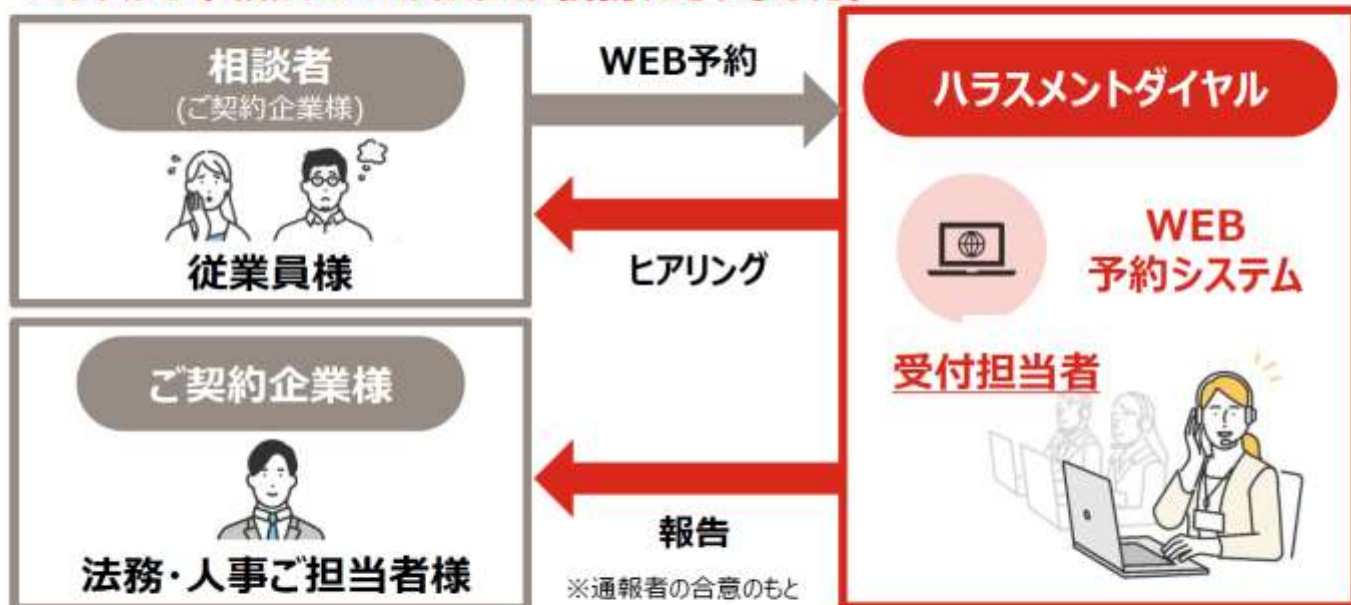 相談者
(ご契約企業様)
従業員様
WEB予約
ヒアリング
ハラスメントダイヤル
WEB
予約システム
受付担当者
ご契約企業様
法務・人事ご担当者様
報告
※通報者の合意のもと